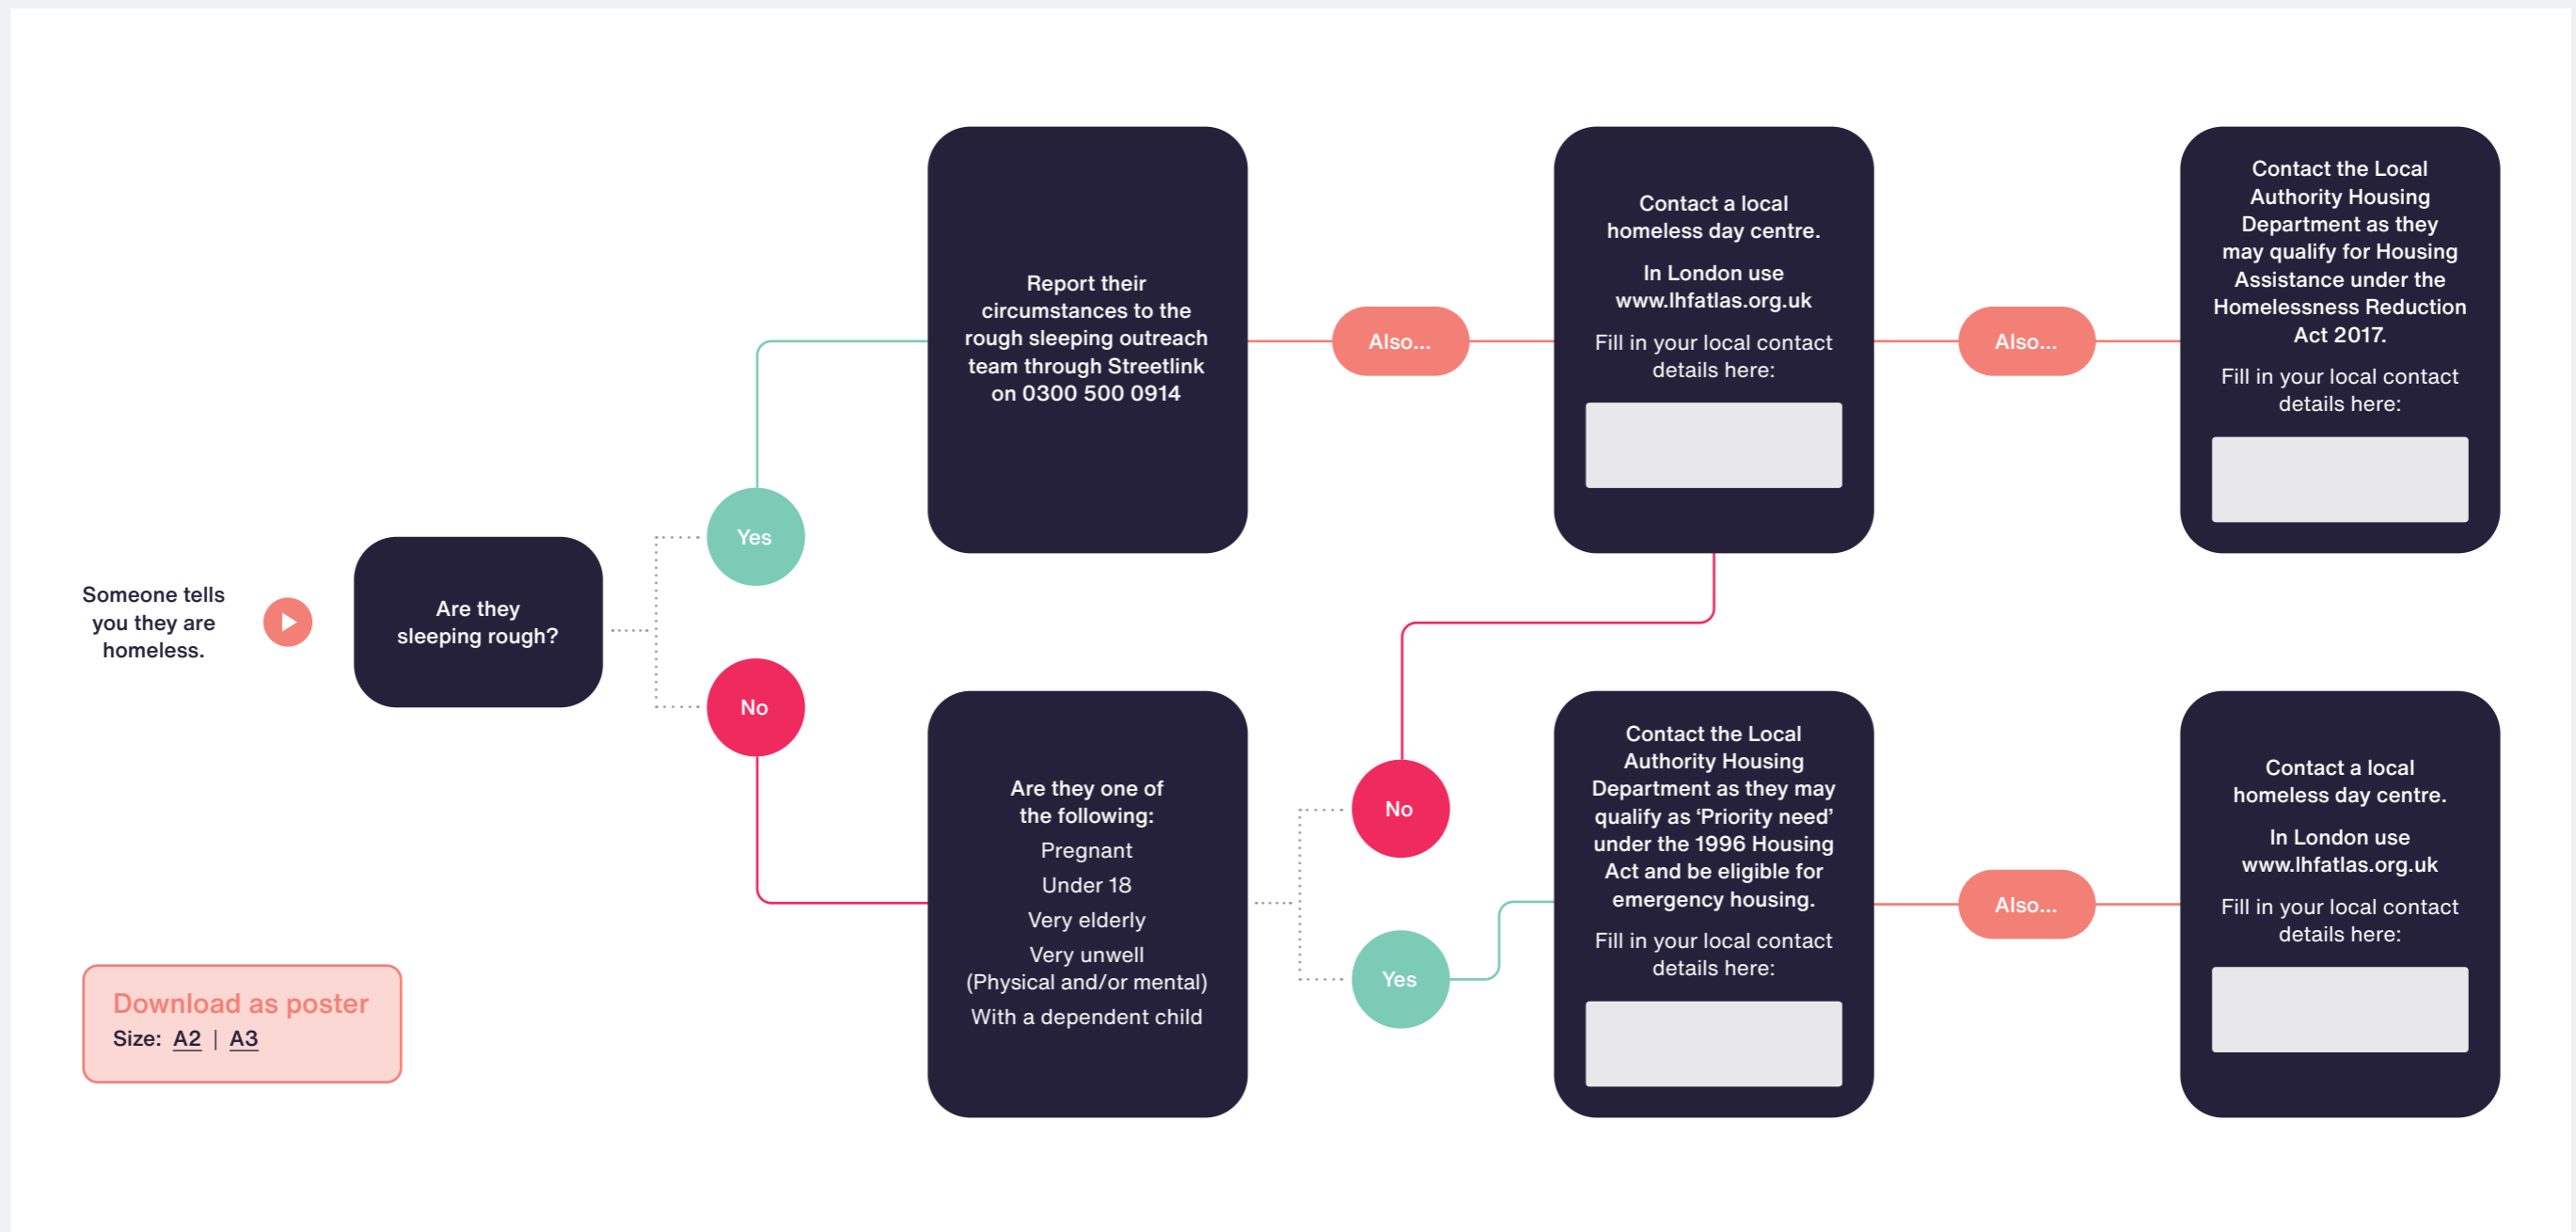 Someone tells
you they are
homeless.
Are they
sleeping rough?
Yes
No
Report their
circumstances to the
rough sleeping outreach
team through Streetlink
on 0300 500 0914
Also...
Contact a local
homeless day centre.
In London use
www.lhfatlas.org.uk
Fill in your local contact
details here:
Also...
Contact the Local
Authority Housing
Department as they
may qualify for Housing
Assistance under the
Homelessness Reduction
Act 2017.
Fill in your local contact
details here:
Are they one of
the following:
Pregnant
Under 18
Very elderly
Very unwell
(Physical and/or mental)
With a dependent child
No
Yes
Contact the Local
Authority Housing
Department as they may
qualify as ‘Priority need’
under the 1996 Housing
Act and be eligible for
emergency housing.
Fill in your local contact
details here:
Also...
Contact a local
homeless day centre.
In London use
www.lhfatlas.org.uk
Fill in your local contact
details here:
Download as poster
Size: A2 | A3